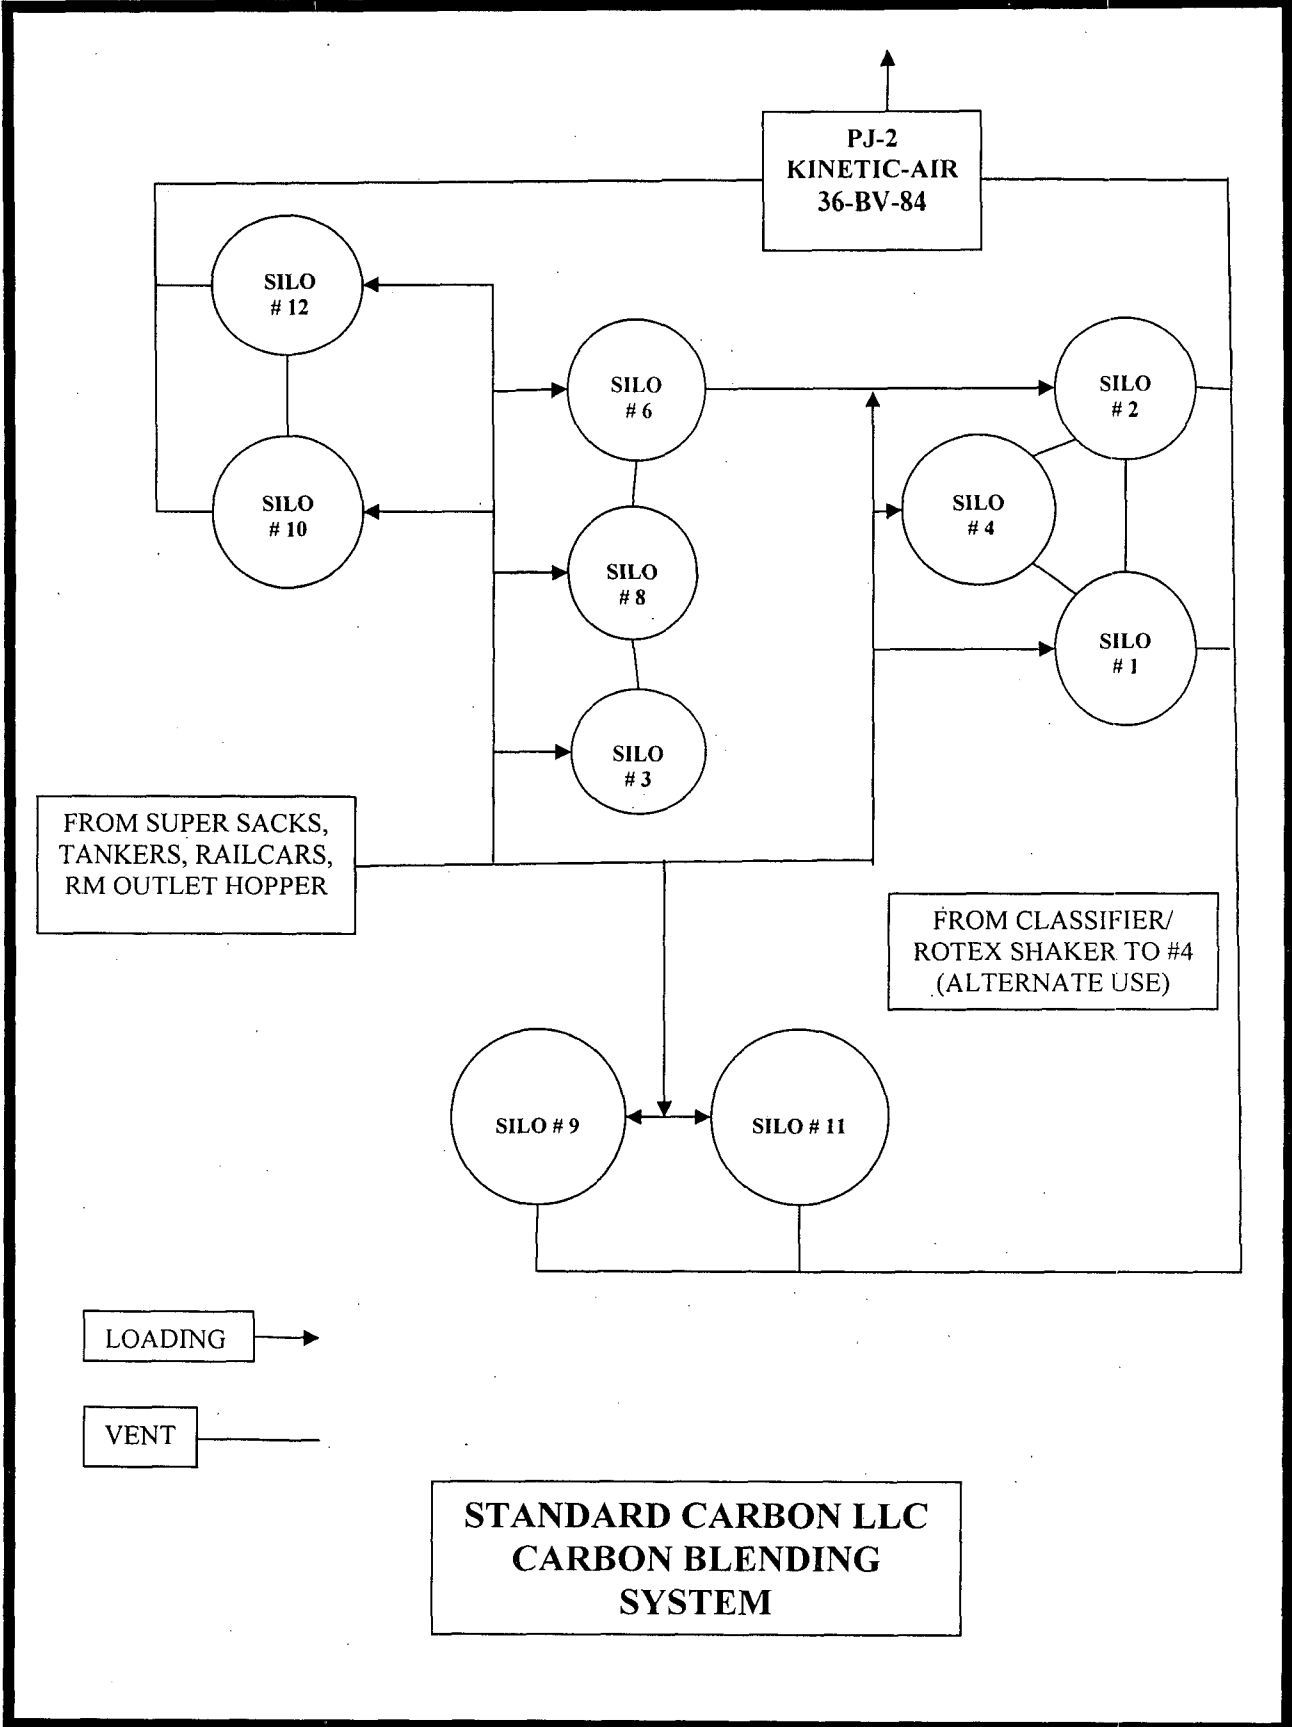 PJ-2
KINETIC-AIR
36-BV-84
SILO
# 12
SILO
# 6
SILO
# 2
SILO
# 10
SILO
# 4
SILO
# 8
SILO
# 1
SILO
# 3
FROM SUPER SACKS,
TANKERS, RAILCARS,
RM OUTLET HOPPER
FROM CLASSIFIER/
ROTEX SHAKER TO #4
(ALTERNATE USE)
SILO # 9
SILO # 11
LOADING
VENT
STANDARD CARBON LLC
CARBON BLENDING
SYSTEM